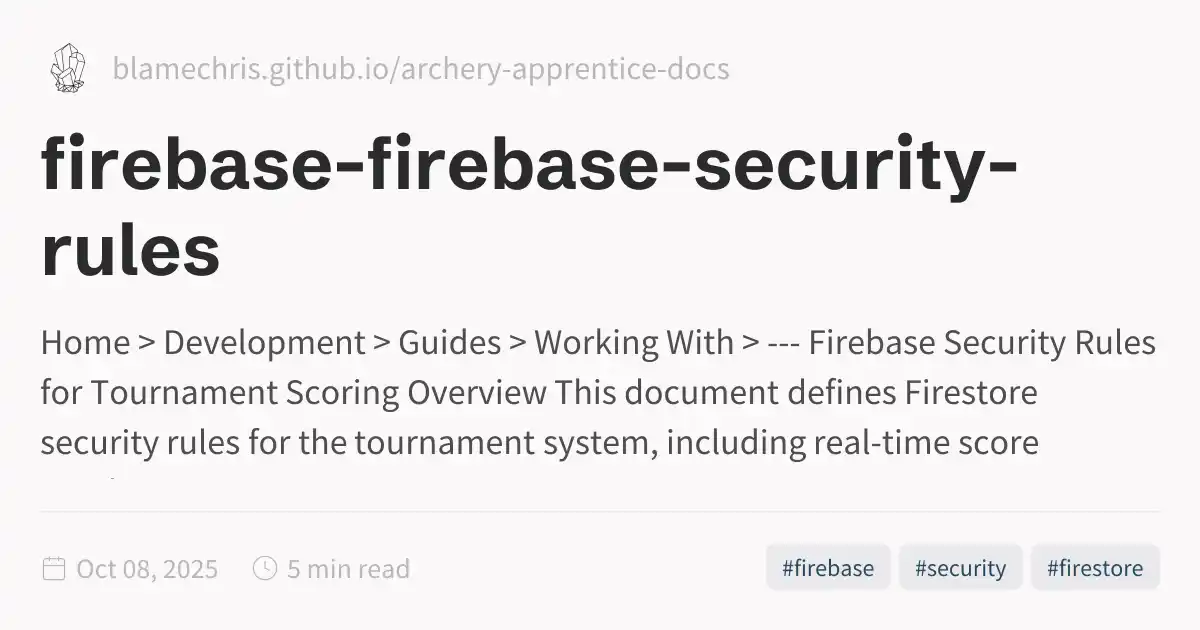 blamechris.github.io/archery-apprentice-docs
firebase-firebase-security-
rules
Home > Development > Guides > Working With > --- Firebase Security Rules
for Tournament Scoring Overview This document defines Firestore
security rules for the tournament system, including real-time score
Oct 08, 2025
5 min read
#firebase
#security
#firestore